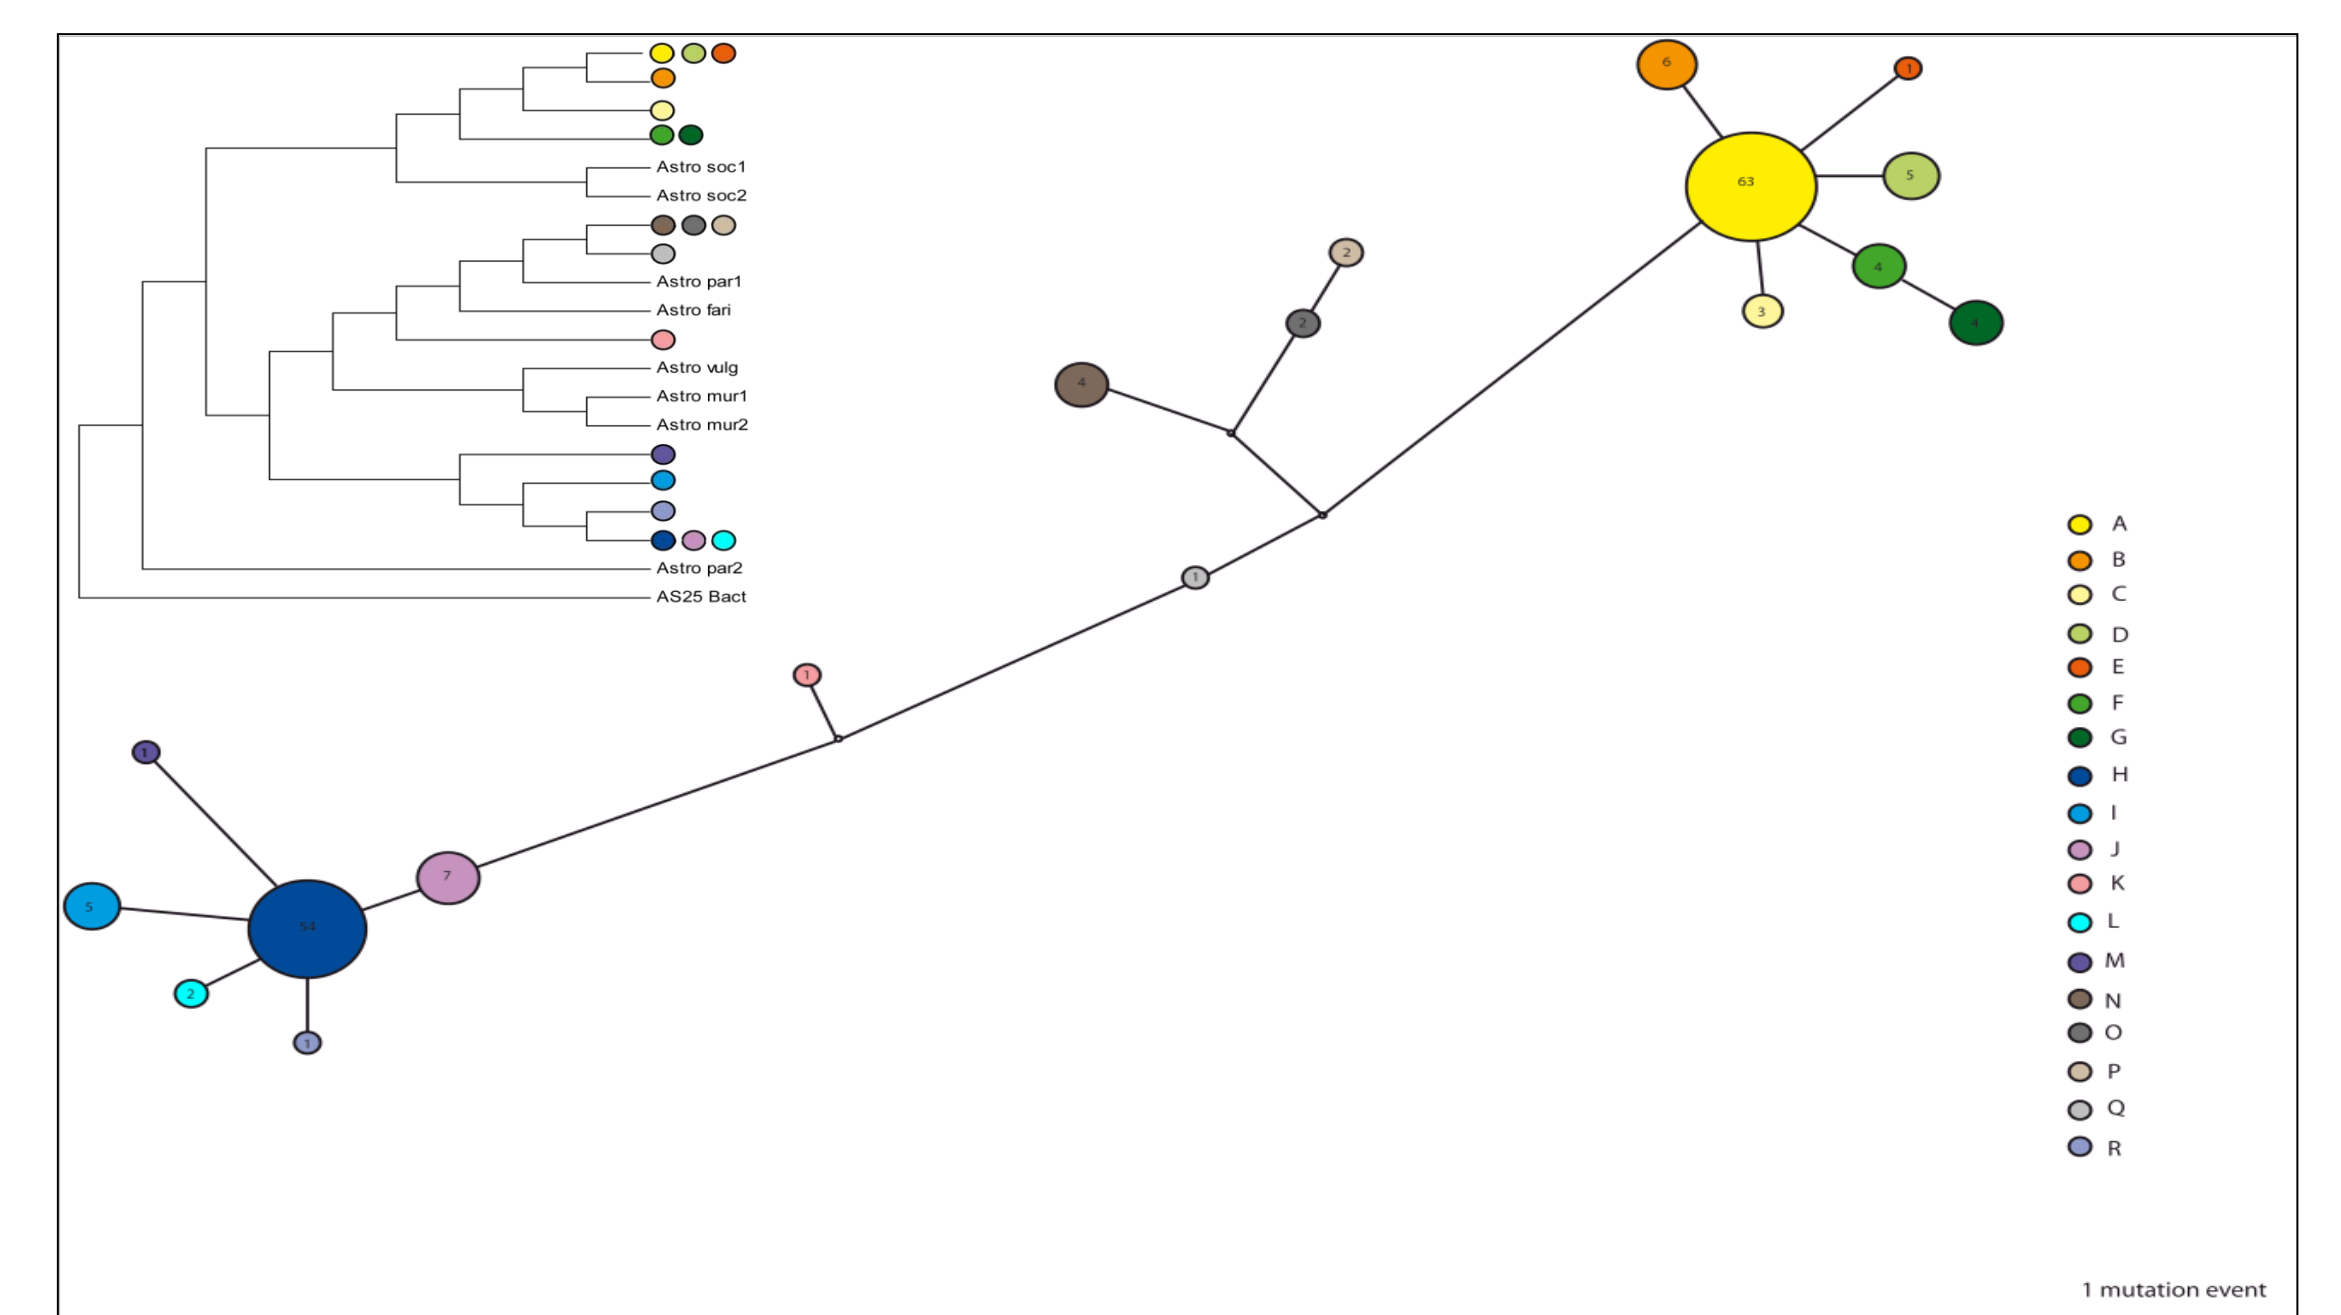 Astro soc1
Astro soc2
Astro par1
Astro fari
Astro vulg
Astro mur1
Astro mur2
Astro par2
AS25 Bact
6
1
63
5
4
3
4
2
2
4
1
1
1
7
5
54
2
1
A
B
C
D
E
F
G
H
I
J
K
L
M
N
O
P
Q
R
1 mutation event